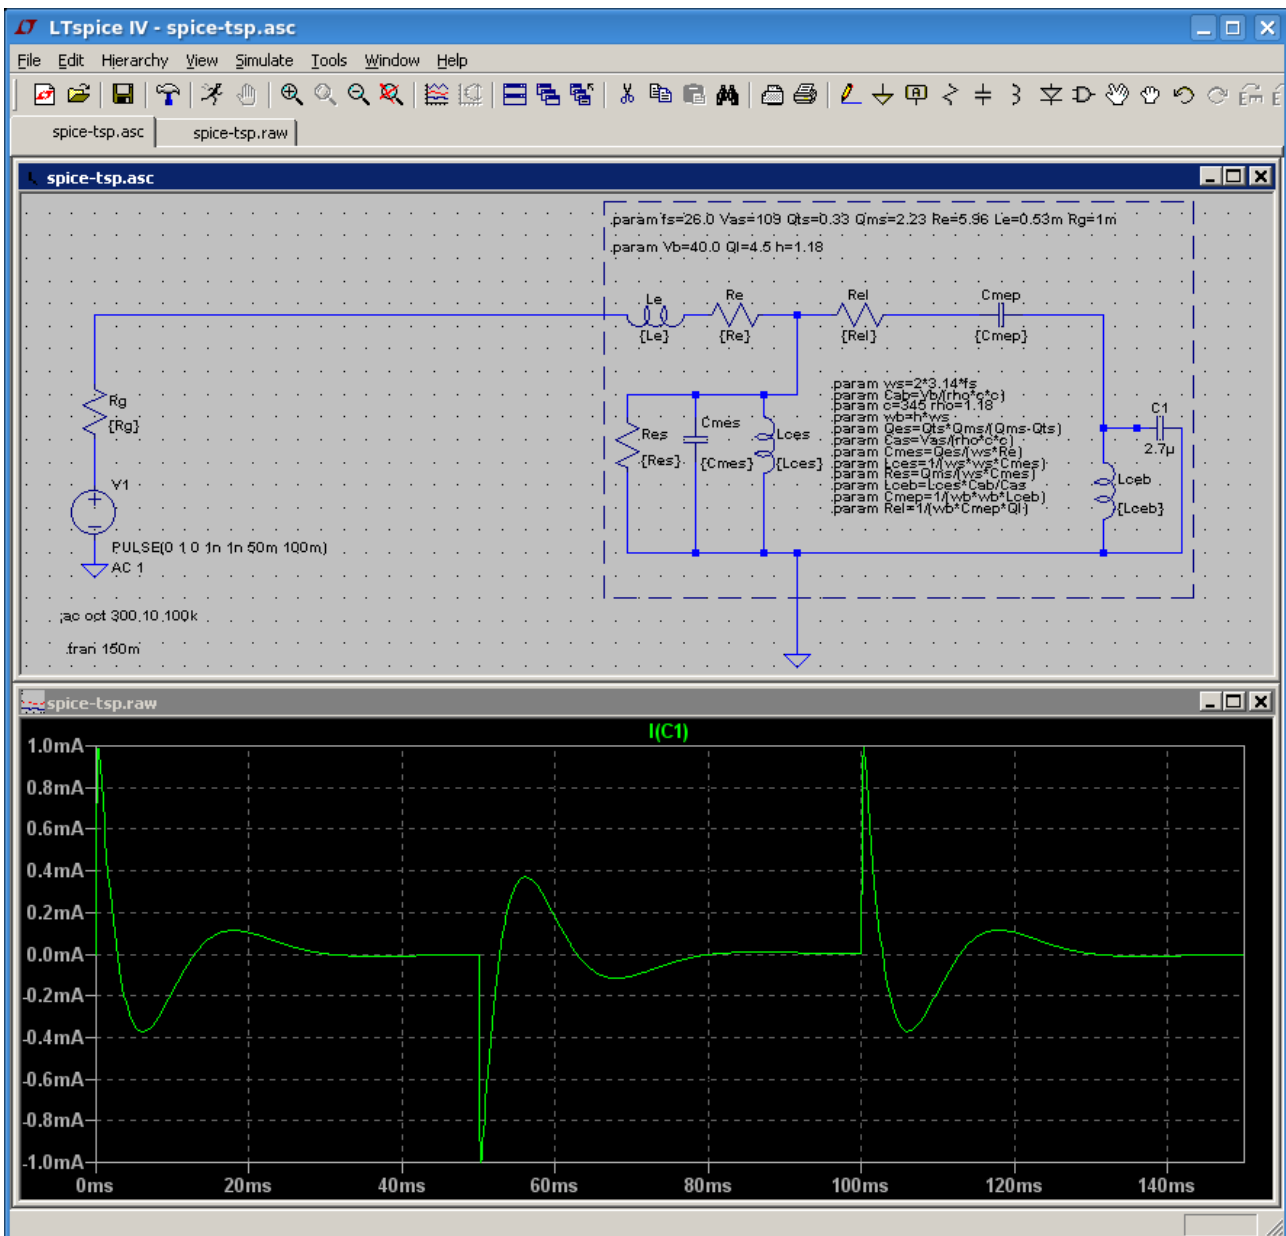 LTspice IV - spice-tsp.asc
File Edit Hierarchy View Simulate Tools Window Help
spice-tsp.asc spice-tsp.raw
spice-tsp.asc
.param fs=26.0 Vas=109 Qts=0.33 Qms=2.23 Re=5.96 Le=0.53m Rg=1m
.param Vb=40.0 Ql=4.5 h=1.18
Le Re Rel Cmep
{Le} {Re} {Rel} {Cmep}
.param ws=2*3.14*fs
.param Cab=Vb/(rho*c*c)
.param c=345 rho=1.18
.param wb=h*ws
.param Qes=Qts*Qms/(Qms-Qts)
.param Cas=Vas/(rho*c*c)
.param Cmes=Qes/(ws*Re)
.param Lces=1/(ws*ws*Cmes)
.param Res=Qms/(ws*Cmes)
.param Lceb=Lces*Cab/Cas
.param Cmep=1/(wb*wb*Lceb)
.param Rel=1/(wb*Cmep*Ql)
Rg
{Rg}
Res Cmes Lces
{Res} {Cmes} {Lces}
C1
2.7µ
Lceb
{Lceb}
V1
PULSE(0 1 0 1n 1n 50m 100m)
AC 1
;ac oct 300 10 100k
.tran 150m
spice-tsp.raw
I(C1)
1.0mA
0.8mA
0.6mA
0.4mA
0.2mA
0.0mA
-0.2mA
-0.4mA
-0.6mA
-0.8mA
-1.0mA
0ms 20ms 40ms 60ms 80ms 100ms 120ms 140ms